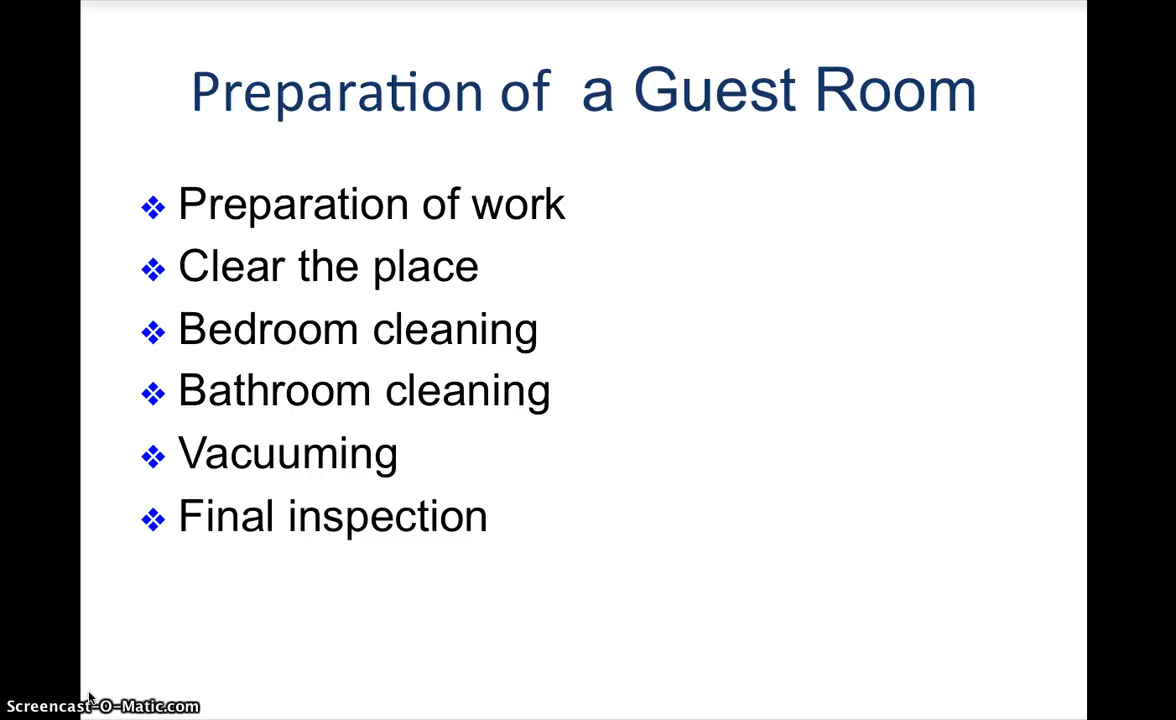 Preparation of a Guest Room
Preparation of work
Clear the place
Bedroom cleaning
Bathroom cleaning
Vacuuming
Final inspection
Screencast-O-Matic.com